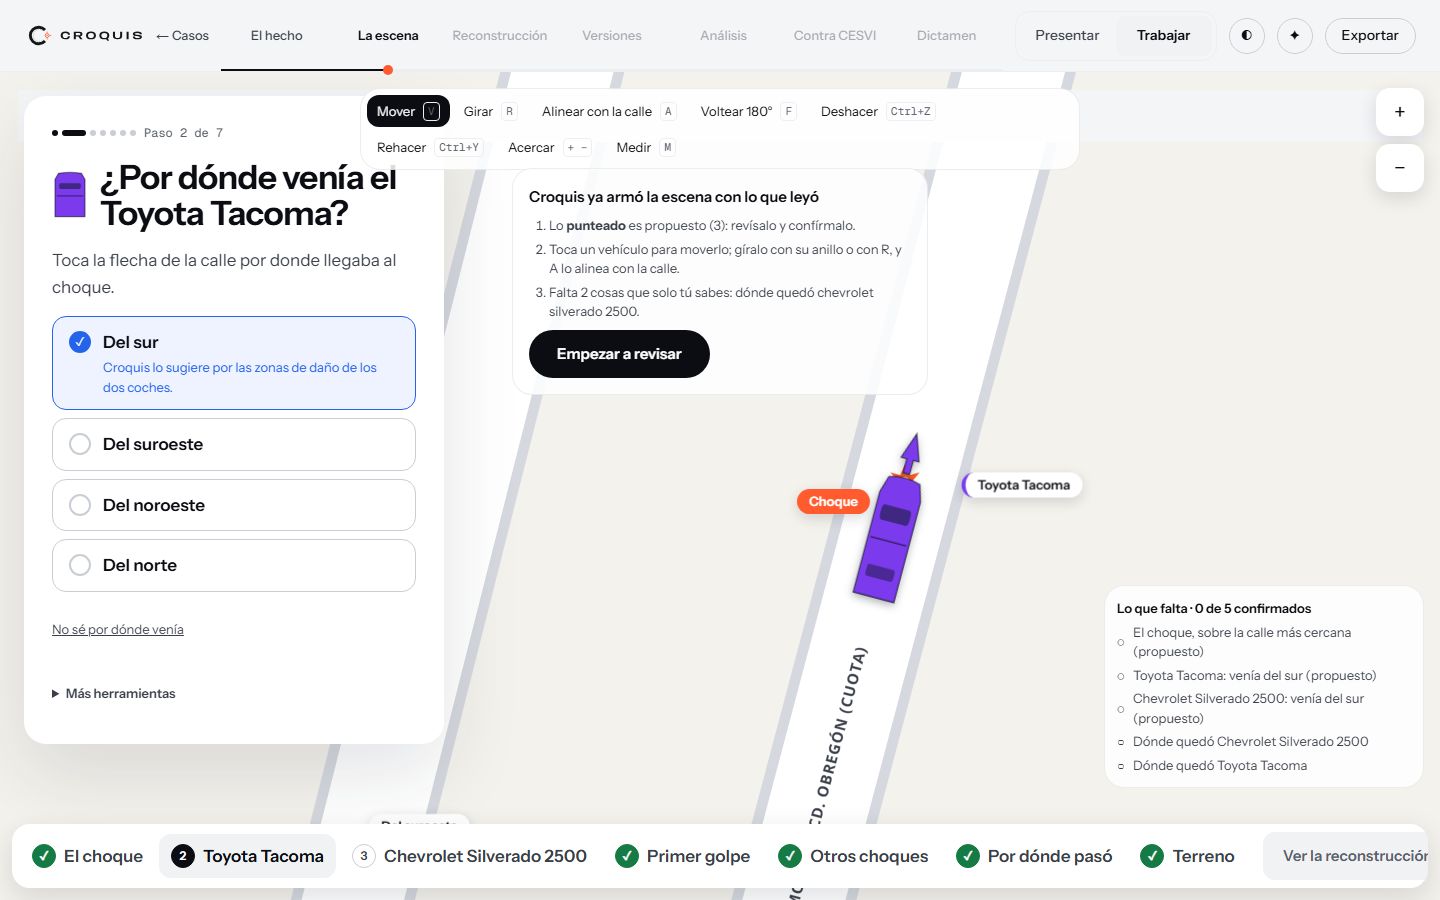 CROQUIS
← Casos
El hecho
La escena
Reconstrucción
Versiones
Análisis
Contra CESVI
Dictamen
Presentar
Trabajar
Exportar
Mover V
Girar R
Alinear con la calle A
Voltear 180° F
Deshacer Ctrl+Z
Rehacer Ctrl+Y
Acercar + −
Medir M
+
−
Paso 2 de 7
¿Por dónde venía el
Toyota Tacoma?
Toca la flecha de la calle por donde llegaba al
choque.
Del sur
Croquis lo sugiere por las zonas de daño de los
dos coches.
Del suroeste
Del noroeste
Del norte
No sé por dónde venía
Más herramientas
Croquis ya armó la escena con lo que leyó
1. Lo punteado es propuesto (3): revísalo y confírmalo.
2. Toca un vehículo para moverlo; gíralo con su anillo o con R, y
A lo alinea con la calle.
3. Falta 2 cosas que solo tú sabes: dónde quedó chevrolet
silverado 2500.
Empezar a revisar
Choque
Toyota Tacoma
CD. OBREGÓN (CUOTA)
Lo que falta · 0 de 5 confirmados
El choque, sobre la calle más cercana
(propuesto)
Toyota Tacoma: venía del sur (propuesto)
Chevrolet Silverado 2500: venía del sur
(propuesto)
Dónde quedó Chevrolet Silverado 2500
Dónde quedó Toyota Tacoma
El choque
2 Toyota Tacoma
3 Chevrolet Silverado 2500
Primer golpe
Otros choques
Por dónde pasó
Terreno
Ver la reconstrucción